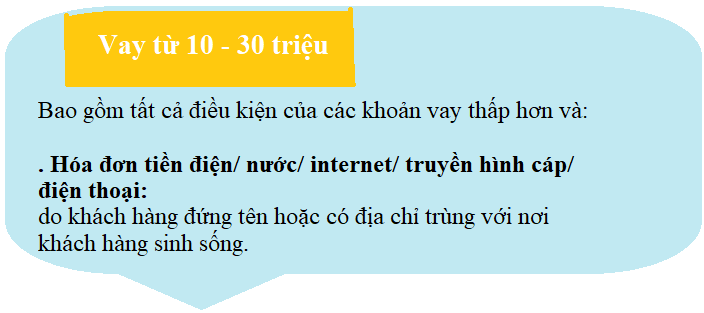 Vay từ 10 - 30 triệu
Bao gồm tất cả điều kiện của các khoản vay thấp hơn và:
. Hóa đơn tiền điện/ nước/ internet/ truyền hình cáp/
điện thoại:
do khách hàng đứng tên hoặc có địa chỉ trùng với nơi
khách hàng sinh sống.